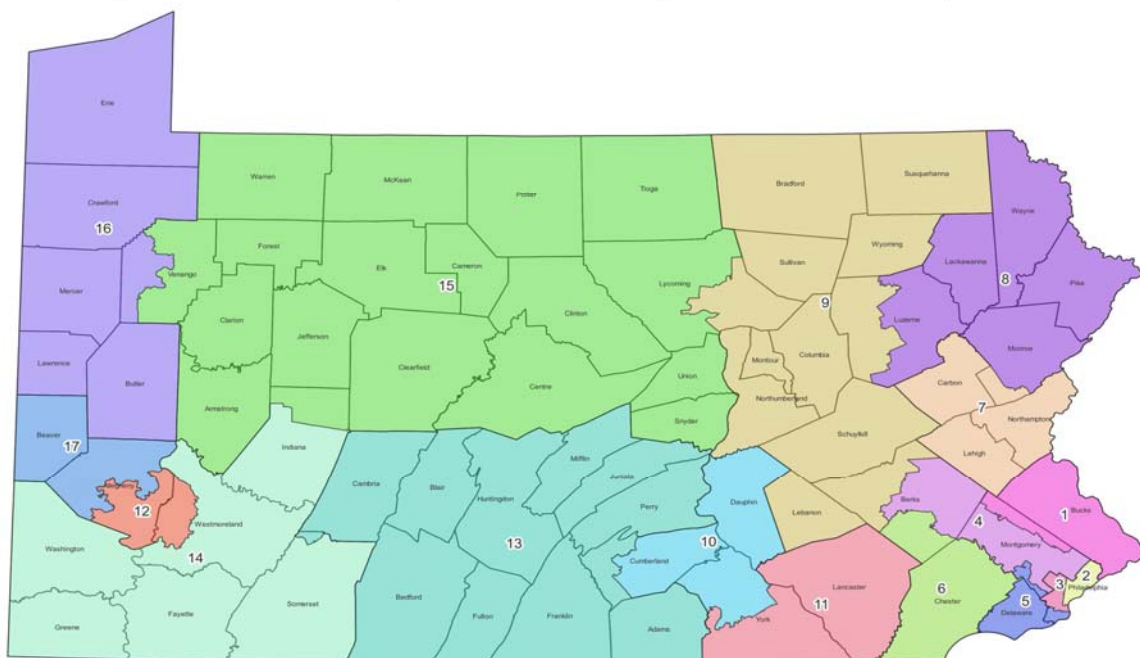 Erie
Warren
McKean
Potter
Tioga
Bradford
Susquehanna
Crawford
16
Wayne
Forest
Wyoming
Venango
Elk
Cameron
Sullivan
Lackawanna
15
Lycoming
9
8
Pike
Mercer
Clarion
Clinton
Luzerne
Jefferson
Monroe
Lawrence
Butler
Clearfield
Centre
Union
Montour
Columbia
Carbon
Armstrong
Northumberland
7
Northampton
Snyder
Beaver
17
Indiana
Schuylkill
Lehigh
Mifflin
Cambria
Blair
Huntingdon
Juniata
Dauphin
Berks
1
Bucks
12
Westmoreland
Perry
Lebanon
4
13
10
Montgomery
Washington
14
Cumberland
2
3
Philadelphia
6
Lancaster
11
Chester
5
Delaware
Greene
Fayette
Somerset
Bedford
Fulton
Franklin
Adams
York